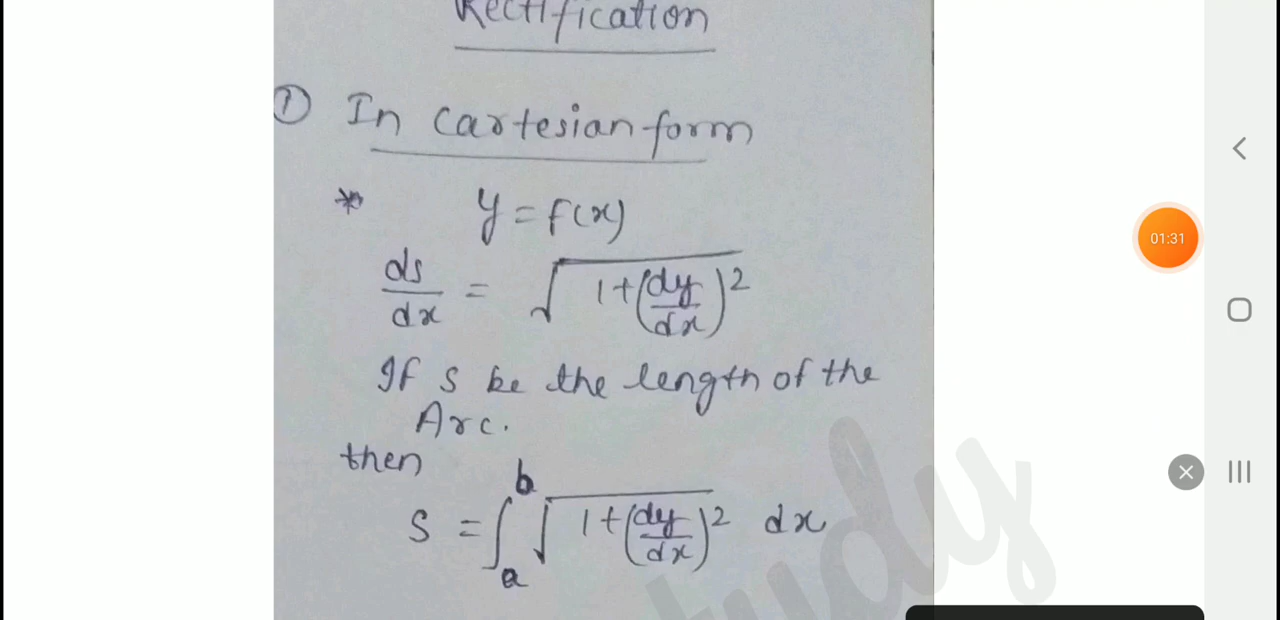 Rectification
① In Cartesian form
* y = f(x)
ds/dx = √(1+(dy/dx)²)
If s be the length of the
Arc.
then
S = ∫ₐᵇ √(1+(dy/dx)²) dx
01:31
study